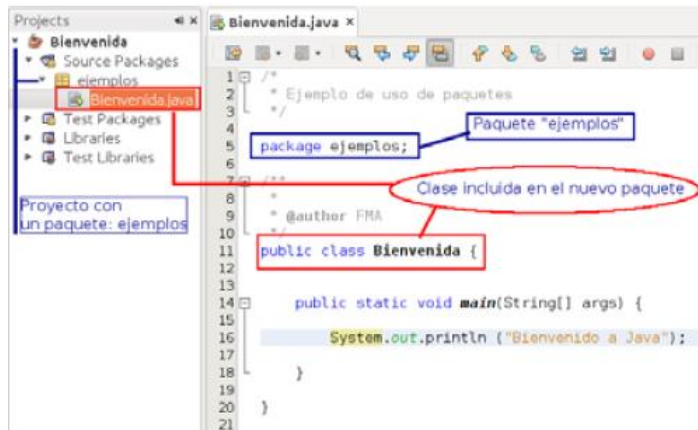 Projects
Bienvenida
Source Packages
ejemplos
Bienvenida.java
Test Packages
Libraries
Test Libraries
Proyecto con
un paquete: ejemplos
Bienvenida.java ×
1 /*
2 * Ejemplo de uso de paquetes
3 */
4
5 package ejemplos;
Paquete "ejemplos"
6
7 /**
8 *
Clase incluida en el nuevo paquete
9 * @author FMA
10 */
11 public class Bienvenida {
12
13
14 public static void main(String[] args) {
15
16 System.out.println ("Bienvenido a Java");
17
18 }
19
20 }
21